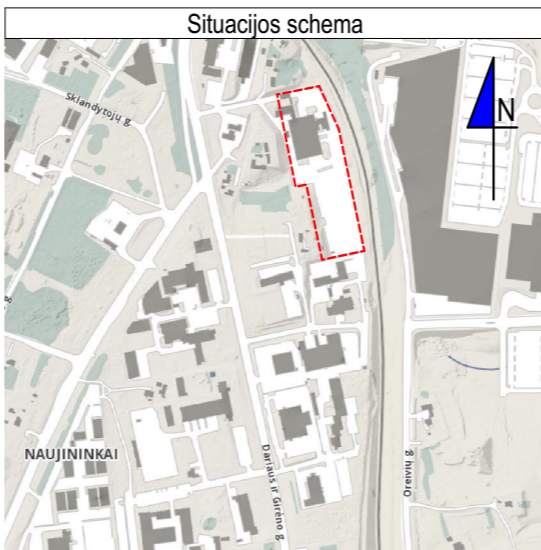 Situacijos schema
Sklandytojų g.
N
NAUJININKAI
Dariaus ir Girėno g.
Oreivių g.